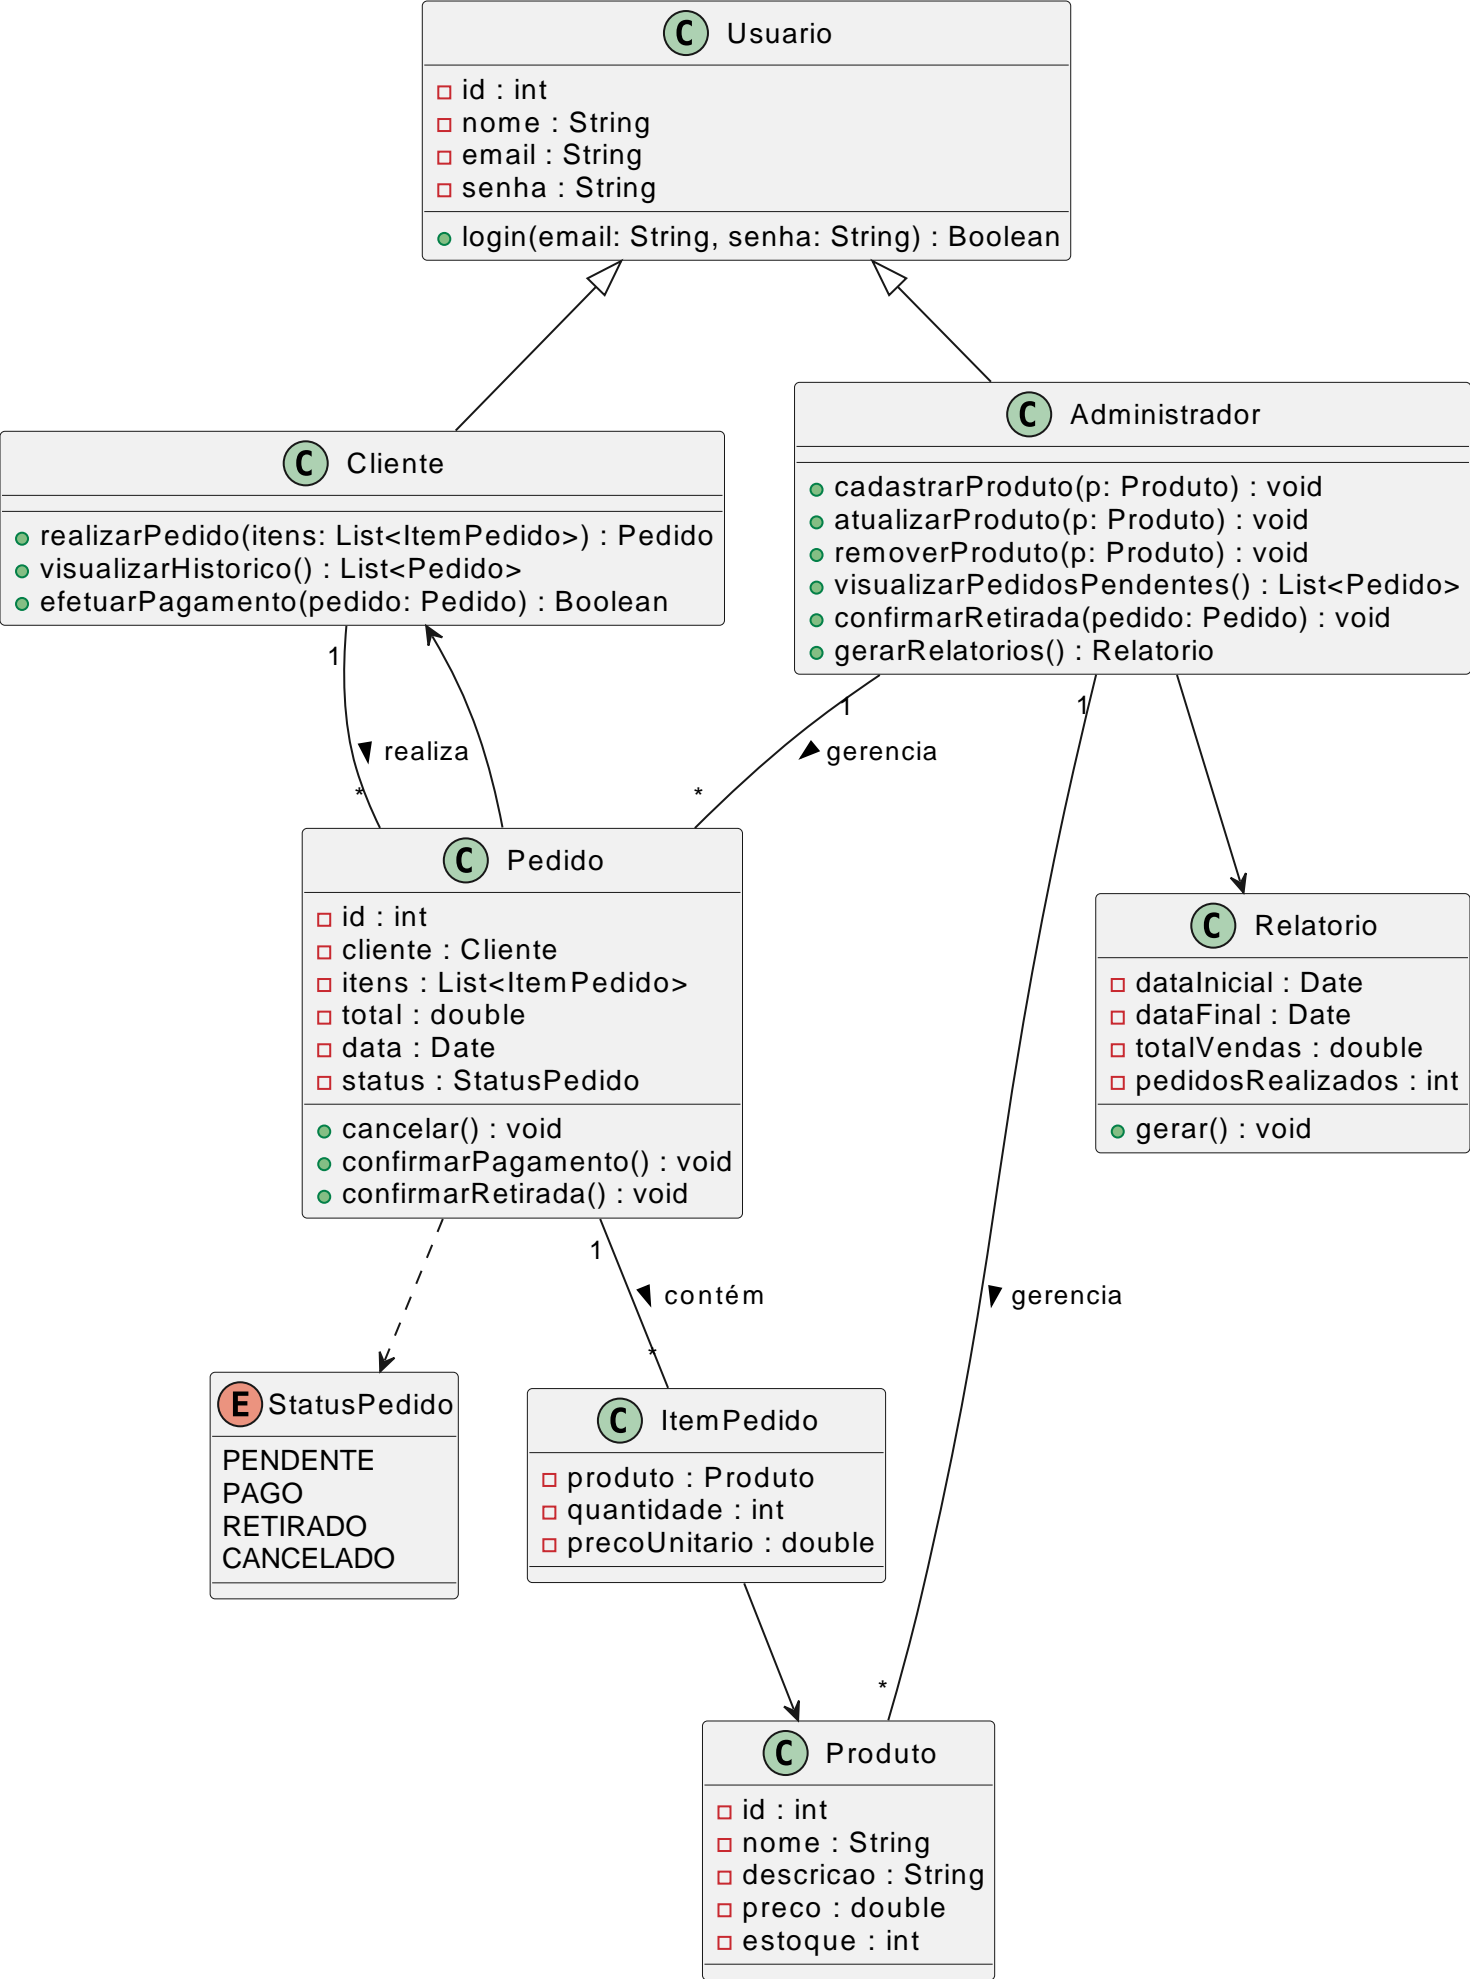 C Usuario
id : int
nome : String
email : String
senha : String
login(email: String, senha: String) : Boolean
C Cliente
realizarPedido(itens: List<ItemPedido>) : Pedido
visualizarHistorico() : List<Pedido>
efetuarPagamento(pedido: Pedido) : Boolean
C Administrador
cadastrarProduto(p: Produto) : void
atualizarProduto(p: Produto) : void
removerProduto(p: Produto) : void
visualizarPedidosPendentes() : List<Pedido>
confirmarRetirada(pedido: Pedido) : void
gerarRelatorios() : Relatorio
1
realiza
*
1
gerencia
*
1
C Pedido
id : int
cliente : Cliente
itens : List<ItemPedido>
total : double
data : Date
status : StatusPedido
cancelar() : void
confirmarPagamento() : void
confirmarRetirada() : void
C Relatorio
dataInicial : Date
dataFinal : Date
totalVendas : double
pedidosRealizados : int
gerar() : void
1
contém
*
gerencia
*
E StatusPedido
PENDENTE
PAGO
RETIRADO
CANCELADO
C ItemPedido
produto : Produto
quantidade : int
precoUnitario : double
C Produto
id : int
nome : String
descricao : String
preco : double
estoque : int